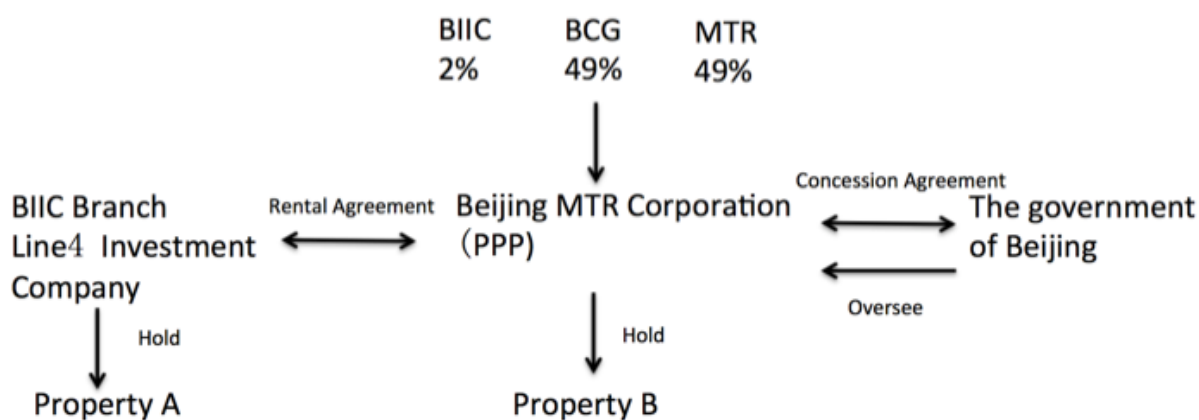 BIIC BCG MTR
2% 49% 49%
Concession Agreement
BIIC Branch Rental Agreement Beijing MTR Corporation The government
Line4 Investment （PPP) of Beijing
Company Oversee
Hold Hold
Property A Property B